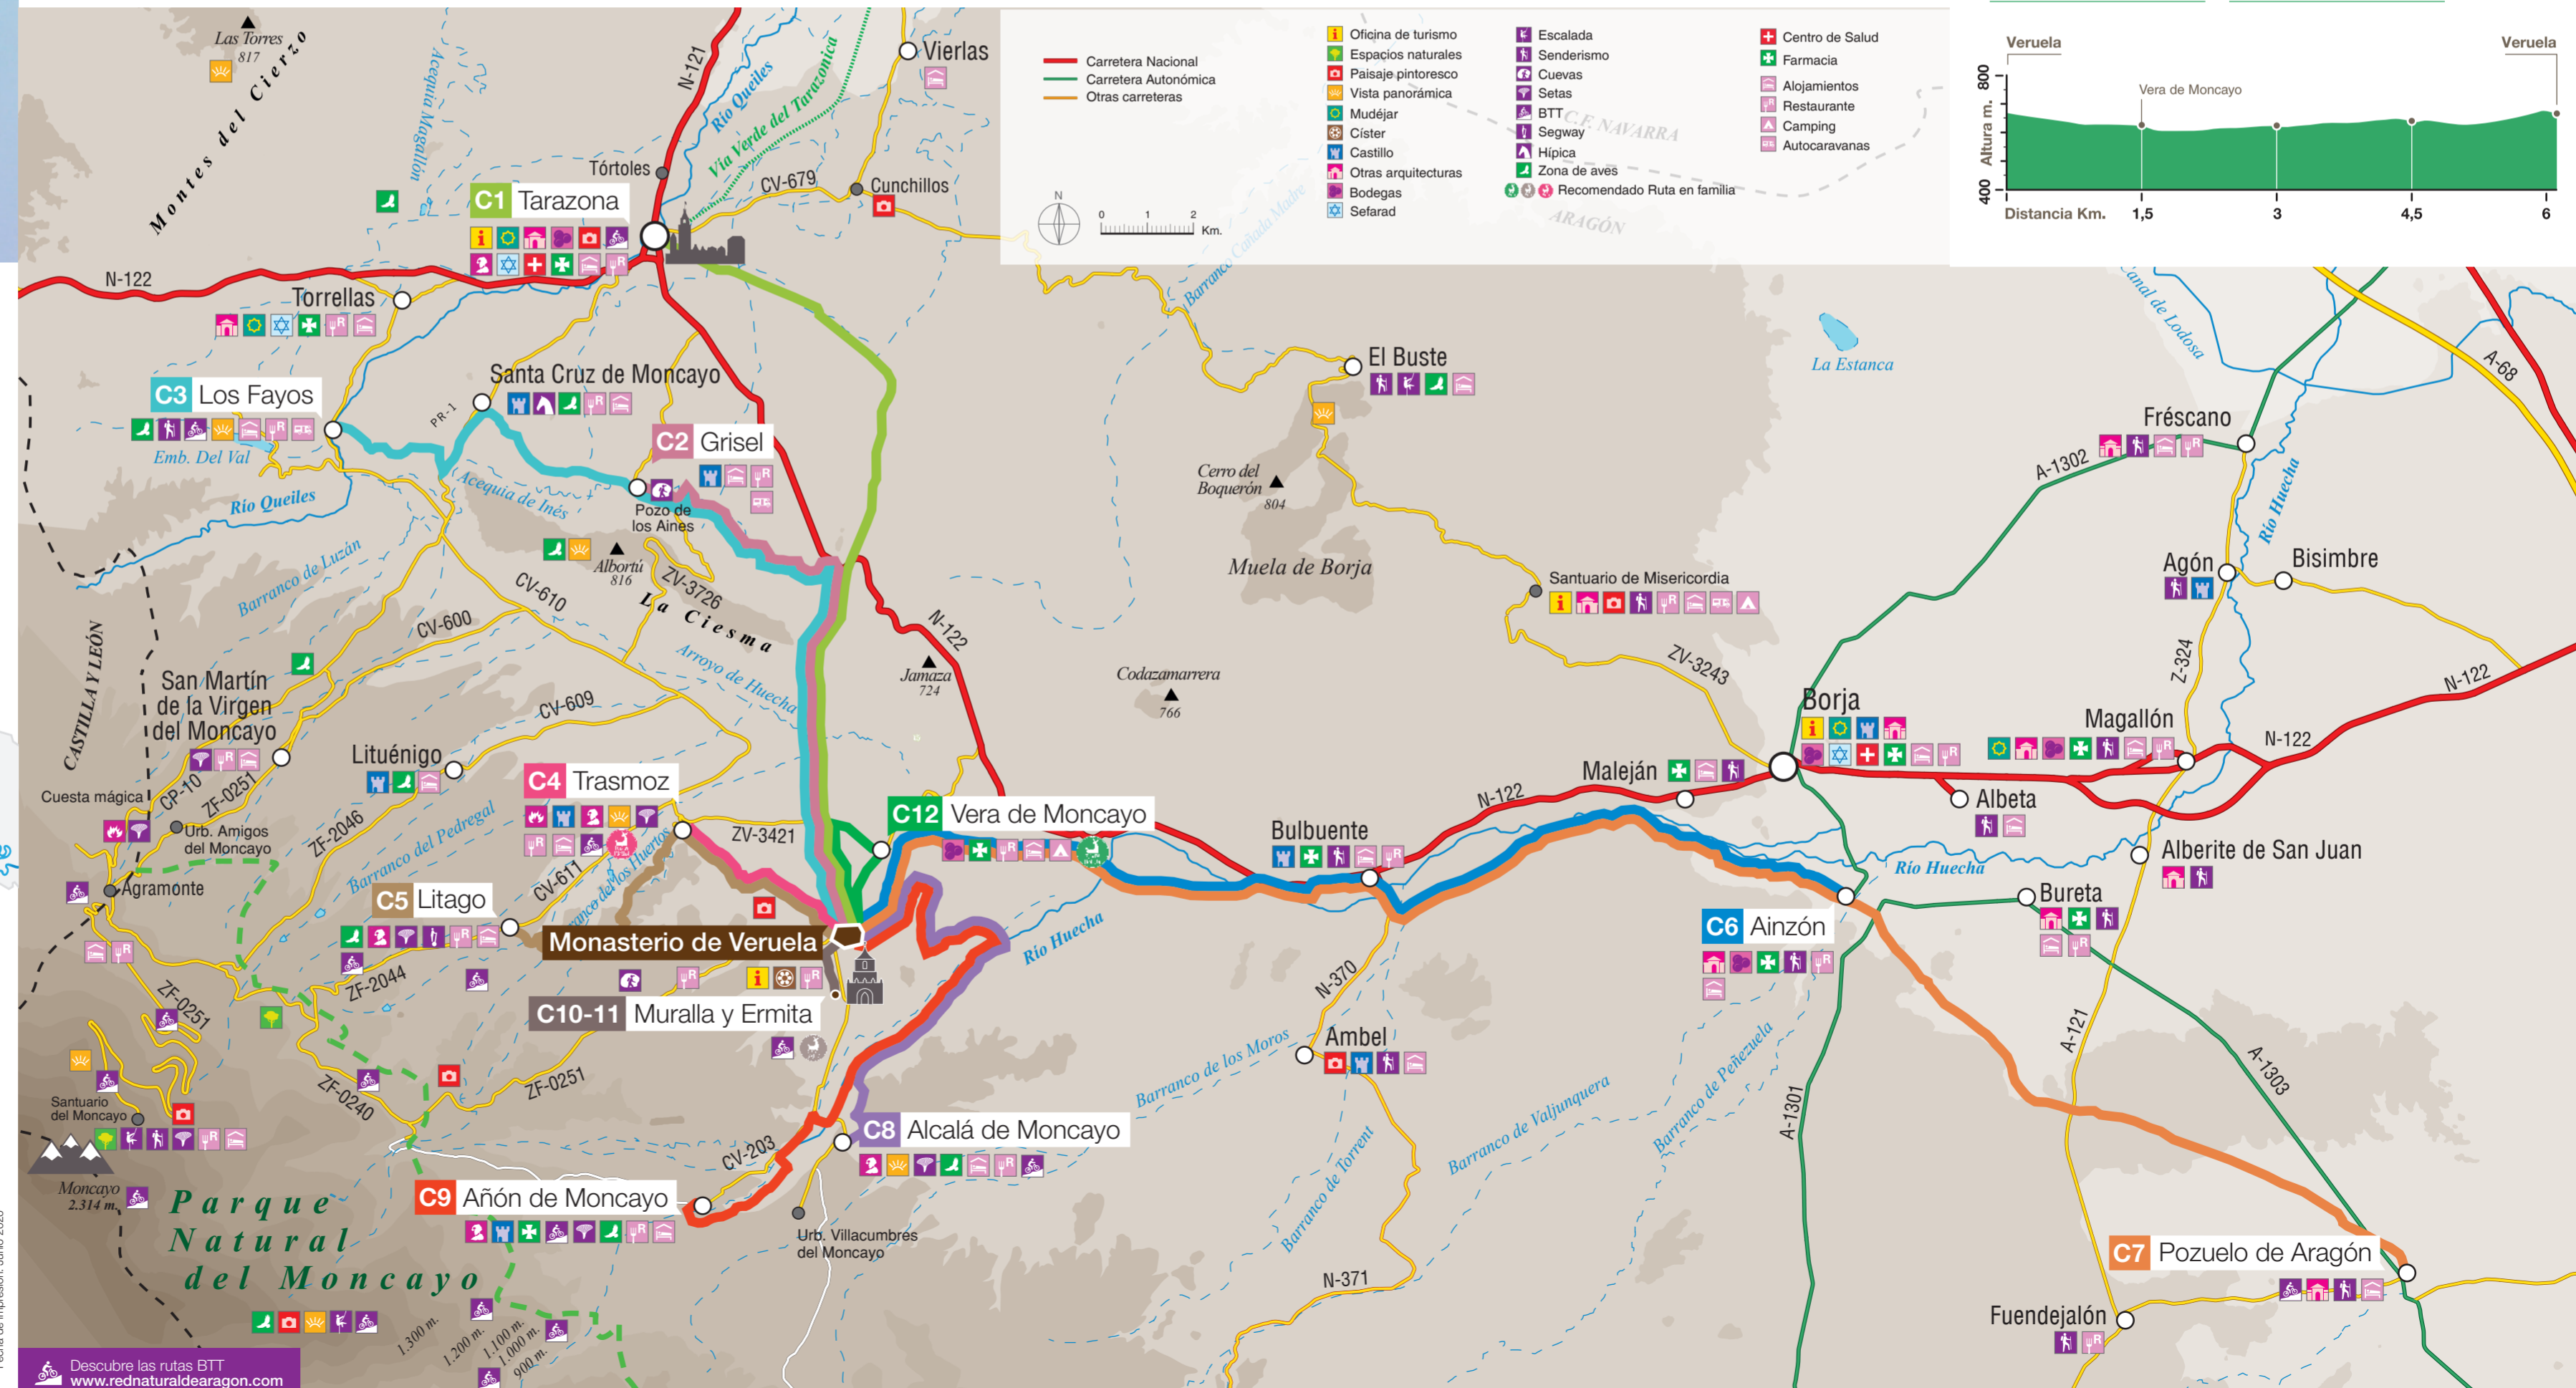 Las Torres
817
Montes del Cierzo
Acequia Magallón
N-121
Río Queiles
Vía Verde del Tarazonica
Vierlas
Tórtoles
CV-679
Cunchillos
C1 Tarazona
N-122
Torrellas
Carretera Nacional
Carretera Autonómica
Otras carreteras
N
0 1 2
Km.
Oficina de turismo
Espacios naturales
Paisaje pintoresco
Vista panorámica
Mudéjar
Císter
Castillo
Otras arquitecturas
Bodegas
Sefarad
Escalada
Senderismo
Cuevas
Setas
BTT
Segway
Hípica
Zona de aves
Recomendado Ruta en familia
Centro de Salud
Farmacia
Alojamientos
Restaurante
Camping
Autocaravanas
C.F. NAVARRA
ARAGÓN
Barranco Cañada Madre
Veruela
Veruela
Vera de Moncayo
800
Altura m.
400
Distancia Km. 1,5 3 4,5 6
Canal de Lodosa
A-68
La Estanca
El Buste
Santa Cruz de Moncayo
C3 Los Fayos
PR-1
Emb. Del Val
Río Queiles
Acequia de Inés
C2 Grisel
Pozo de
los Aines
Albortú
816
ZV-3726
La Ciesma
Cerro del
Boquerón
804
Muela de Borja
Fréscano
A-1302
Río Huecha
Agón
Bisimbre
Santuario de Misericordia
Barranco de Luzán
CV-610
CV-600
CASTILLA Y LEÓN
San Martín
de la Virgen
del Moncayo
CV-609
Arroyo de Huecha
N-122
Jamaza
724
Codazamarrera
766
ZV-3243
Z-324
N-122
Borja
Magallón
N-122
Lituénigo
Cuesta mágica
CP-10
ZF-0251
Urb. Amigos
del Moncayo
ZF-2046
Barranco del Pedregal
C4 Trasmoz
ZV-3421
CV-611
Barranco de los Huertos
C12 Vera de Moncayo
Bulbuente
N-122
Maleján
Albeta
Alberite de San Juan
Río Huecha
Bureta
Agramonte
C5 Litago
ZF-2044
Monasterio de Veruela
C10-11 Muralla y Ermita
Río Huecha
C6 Ainzón
N-370
Ambel
Barranco de los Moros
Barranco de Torrent
Barranco de Valjunquera
Barranco de Peñezuela
A-1301
A-121
A-1303
ZF-0251
ZF-0240
ZF-0251
Santuario
del Moncayo
Moncayo
2.314 m.
Parque
Natural
del Moncayo
C8 Alcalá de Moncayo
CV-203
C9 Añón de Moncayo
Urb. Villacumbres
del Moncayo
N-371
C7 Pozuelo de Aragón
Fuendejalón
1.300 m.
1.200 m.
1.100 m.
1.000 m.
900 m.
Descubre las rutas BTT
www.rednaturaldearagon.com